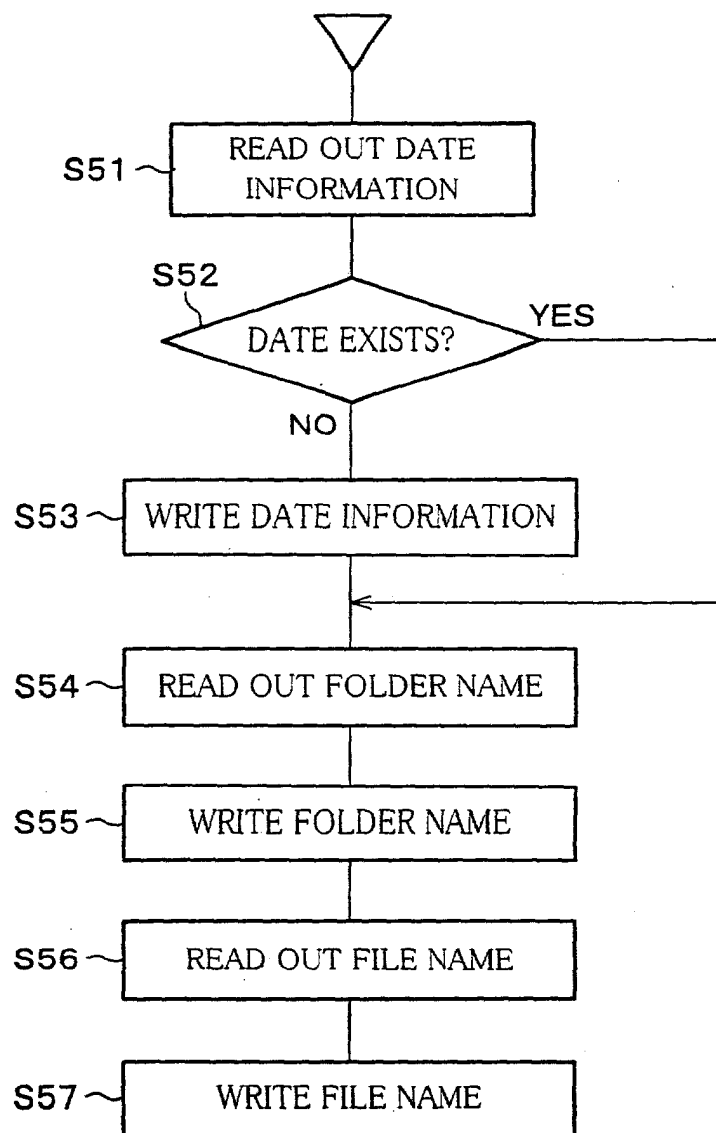 S51
READ OUT DATE
INFORMATION
S52
DATE EXISTS?
YES
NO
S53
WRITE DATE INFORMATION
S54
READ OUT FOLDER NAME
S55
WRITE FOLDER NAME
S56
READ OUT FILE NAME
S57
WRITE FILE NAME